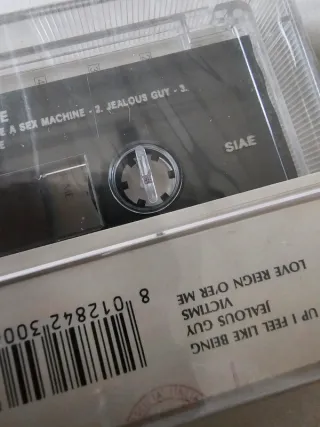 E
E A SEX MACHINE - 2. JEALOUS GUY - 3.
E
SIAE
UP I FEEL LIKE BEING
JEALOUS GUY
VICTIMS
LOVE REIGN O'ER ME
8 012842 300